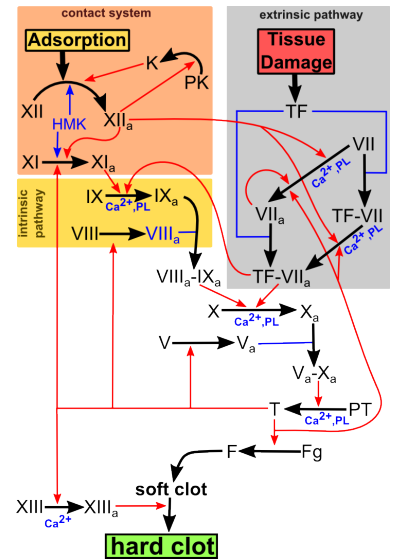 contact system
extrinsic pathway
Adsorption
Tissue
Damage
K
PK
XII
XIIa
HMK
TF
VII
Ca2+,PL
XI
XIa
IX
Ca2+,PL
IXa
intrinsic
pathway
VIII
VIIIa
VIIa
TF-VII
Ca2+,PL
VIIIa-IXa
TF-VIIa
X
Ca2+,PL
Xa
V
Va
Va-Xa
T
Ca2+,PL
PT
F
Fg
soft clot
XIII
Ca2+
XIIIa
hard clot